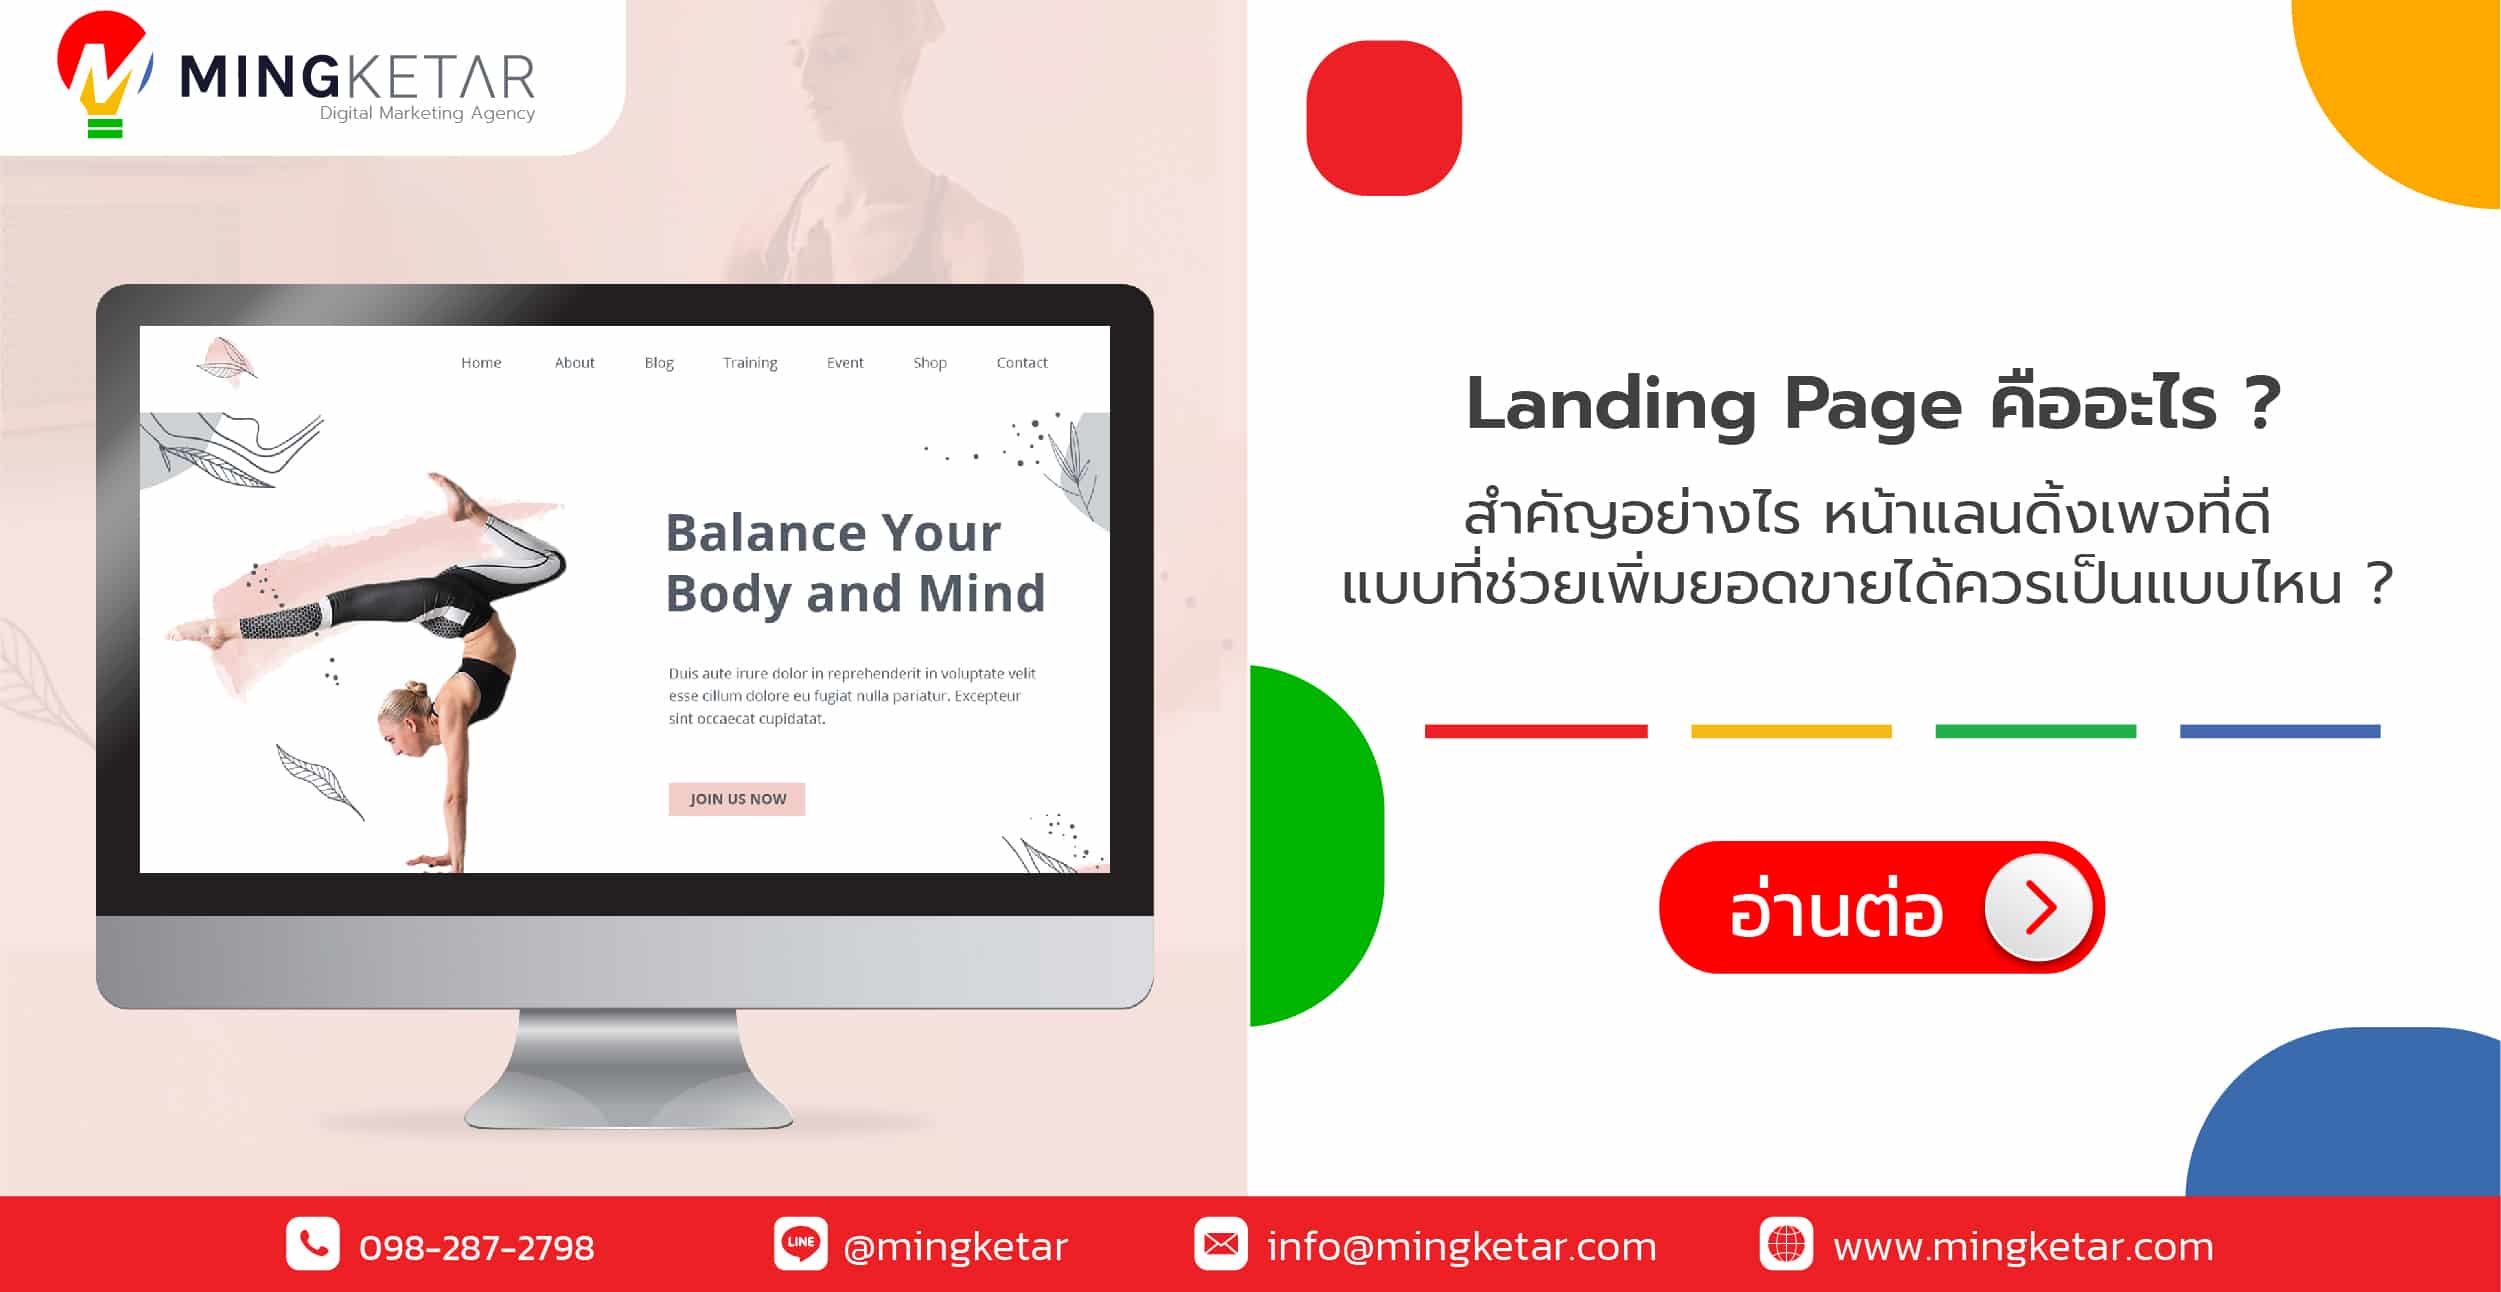 MINGKETAR
Digital Marketing Agency
Home About Blog Training Event Shop Contact
Balance Your
Body and Mind
Duis aute irure dolor in reprehenderit in voluptate velit
esse cillum dolore eu fugiat nulla pariatur. Excepteur
sint occaecat cupidatat.
JOIN US NOW
Landing Page คืออะไร ?
สำคัญอย่างไร หน้าแลนดิ้งเพจที่ดี
แบบที่ช่วยเพิ่มยอดขายได้ควรเป็นแบบไหน ?
อ่านต่อ
098-287-2798
LINE @mingketar
info@mingketar.com
www.mingketar.com